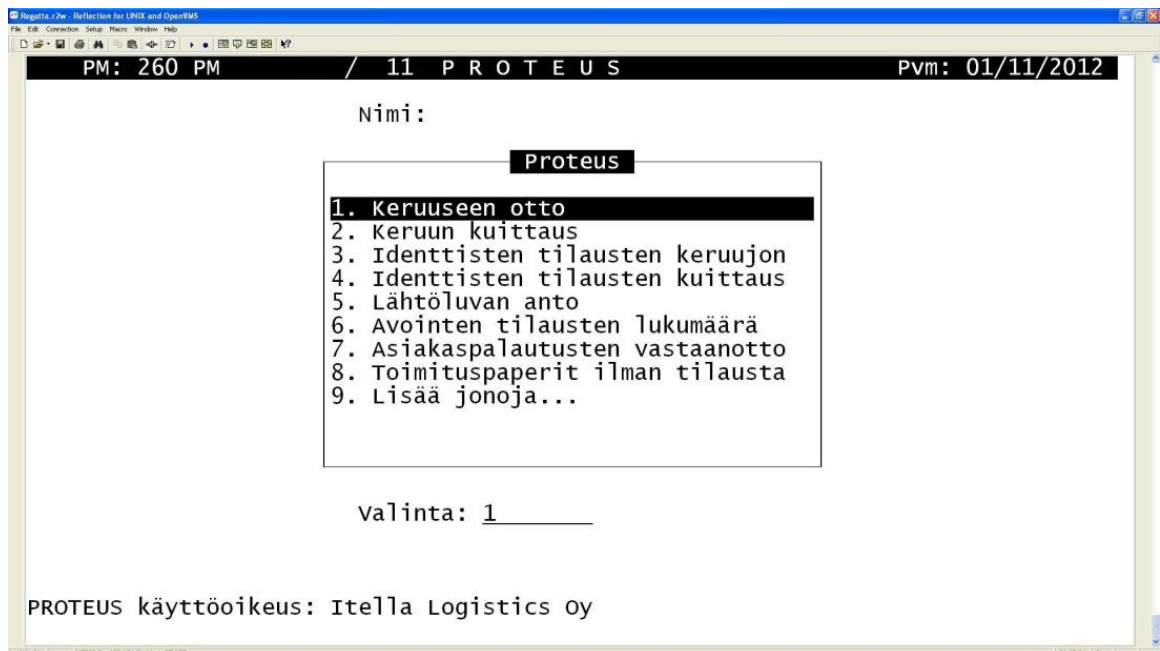 Regatta.r2w - Reflection for UNIX and OpenVMS
File Edit Connection Setup Macro Window Help
PM: 260 PM / 11 P R O T E U S Pvm: 01/11/2012
Nimi:
Proteus
1. Keruuseen otto
2. Keruun kuittaus
3. Identtisten tilausten keruujon
4. Identtisten tilausten kuittaus
5. Lähtöluvan anto
6. Avointen tilausten lukumäärä
7. Asiakaspalautusten vastaanotto
8. Toimituspaperit ilman tilausta
9. Lisää jonoja...
Valinta: 1
PROTEUS käyttöoikeus: Itella Logistics Oy